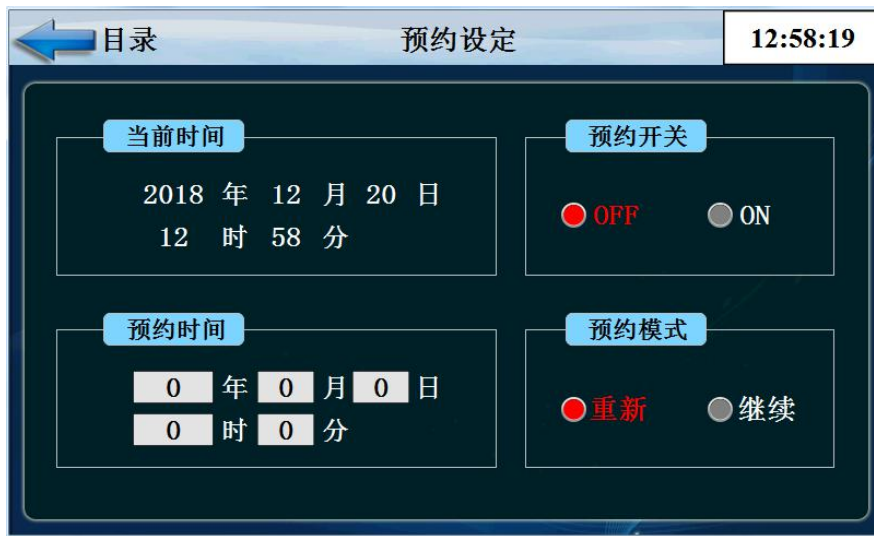 目录 预约设定 12:58:19
当前时间
2018 年 12 月 20 日
12 时 58 分
预约开关
OFF ON
预约时间
0 年 0 月 0 日
0 时 0 分
预约模式
重新 继续